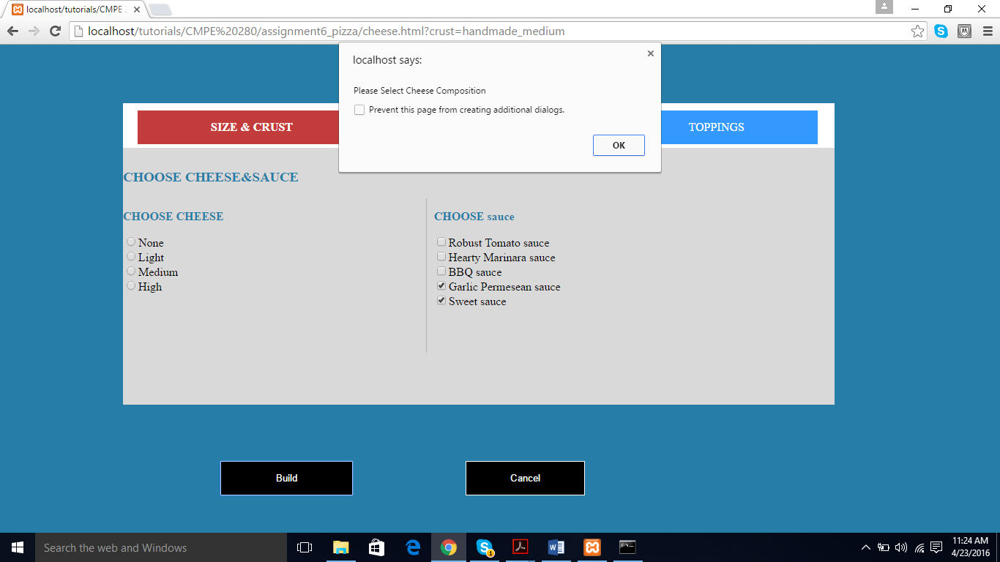 localhost/tutorials/CMPE 2
localhost/tutorials/CMPE%20280/assignment6_pizza/cheese.html?crust=handmade_medium
localhost says:
Please Select Cheese Composition
Prevent this page from creating additional dialogs.
OK
SIZE & CRUST
TOPPINGS
CHOOSE CHEESE&SAUCE
CHOOSE CHEESE
None
Light
Medium
High
CHOOSE sauce
Robust Tomato sauce
Hearty Marinara sauce
BBQ sauce
Garlic Permesean sauce
Sweet sauce
Build
Cancel
Search the web and Windows
1
11:24 AM
4/23/2016